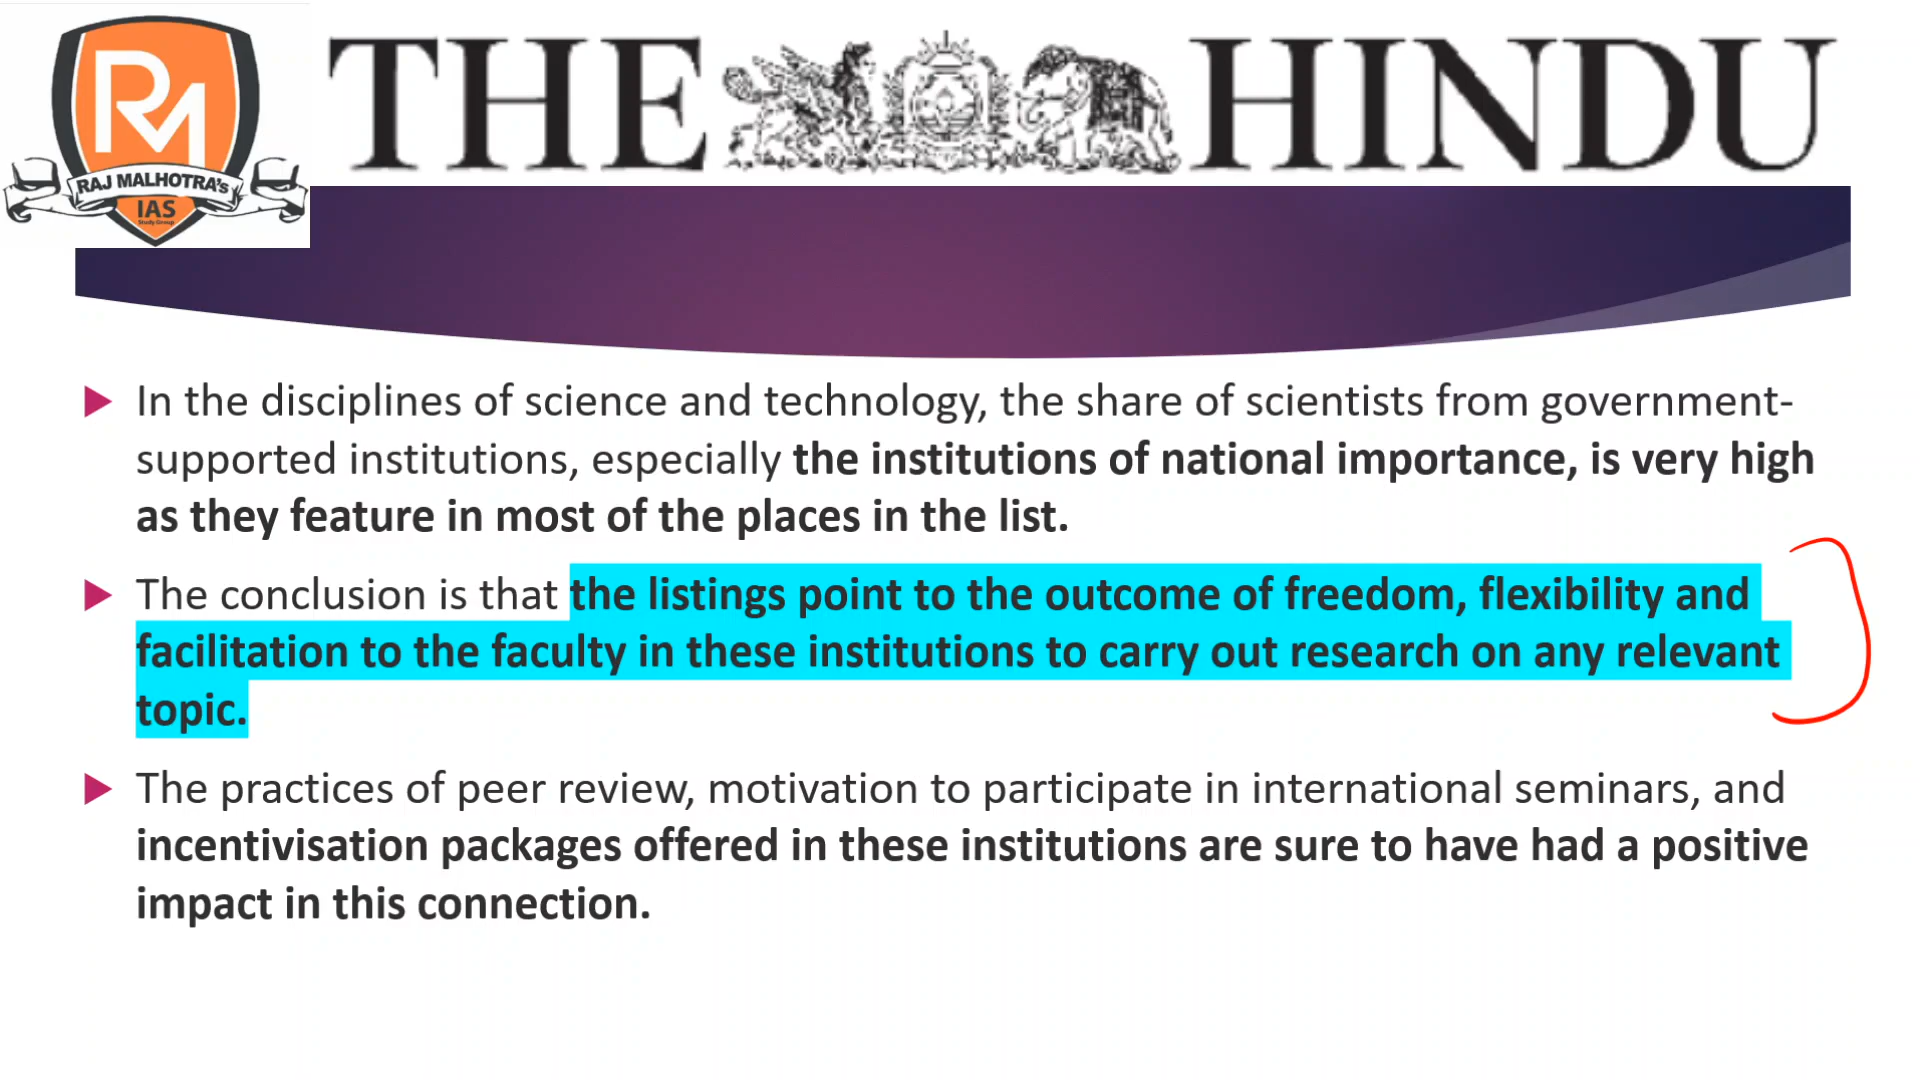 RM
RAJ MALHOTRA's
IAS
Study Group
THE HINDU
In the disciplines of science and technology, the share of scientists from government-
supported institutions, especially the institutions of national importance, is very high
as they feature in most of the places in the list.
The conclusion is that the listings point to the outcome of freedom, flexibility and
facilitation to the faculty in these institutions to carry out research on any relevant
topic.
The practices of peer review, motivation to participate in international seminars, and
incentivisation packages offered in these institutions are sure to have had a positive
impact in this connection.